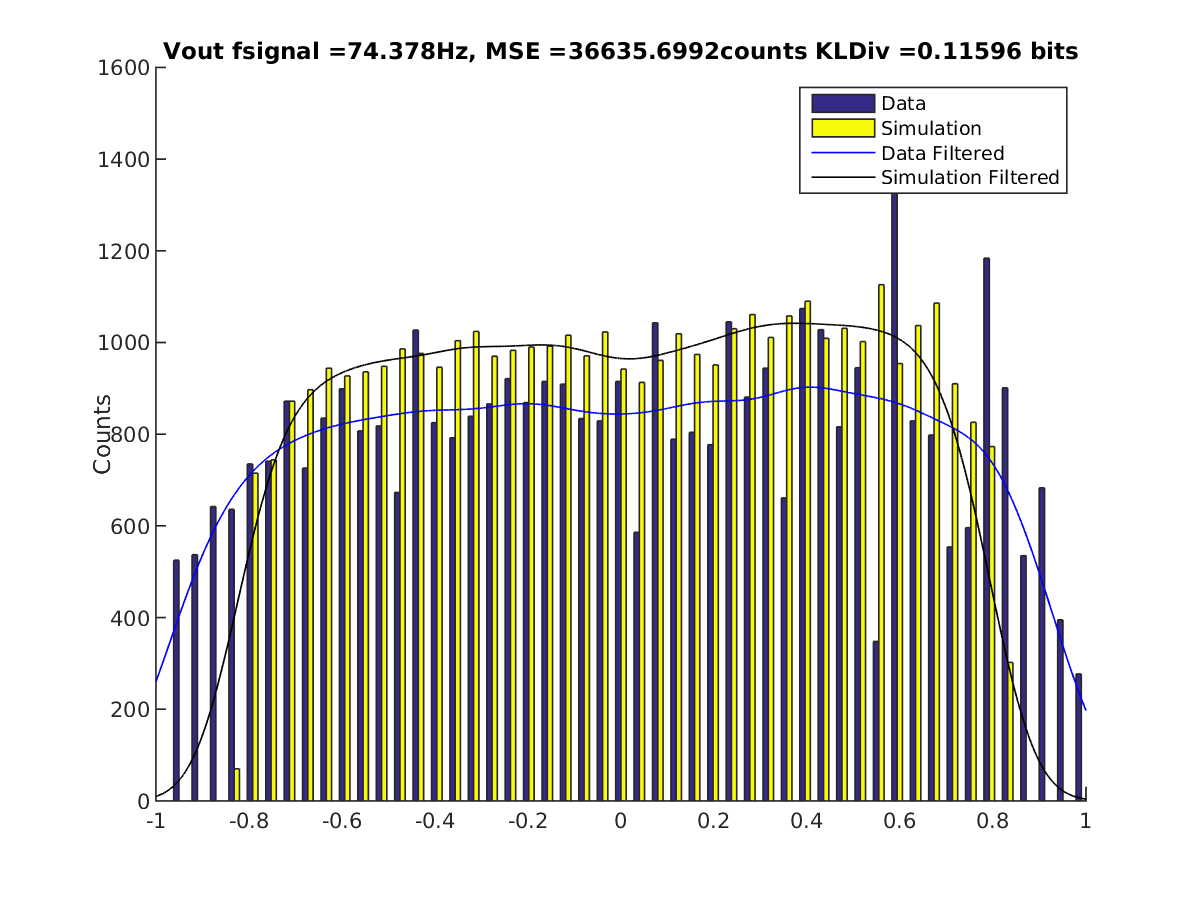 Vout fsignal =74.378Hz, MSE =36635.6992counts KLDiv =0.11596 bits
1600
1400
1200
1000
800
600
400
200
0
Counts
Data
Simulation
Data Filtered
Simulation Filtered
-1 -0.8 -0.6 -0.4 -0.2 0 0.2 0.4 0.6 0.8 1